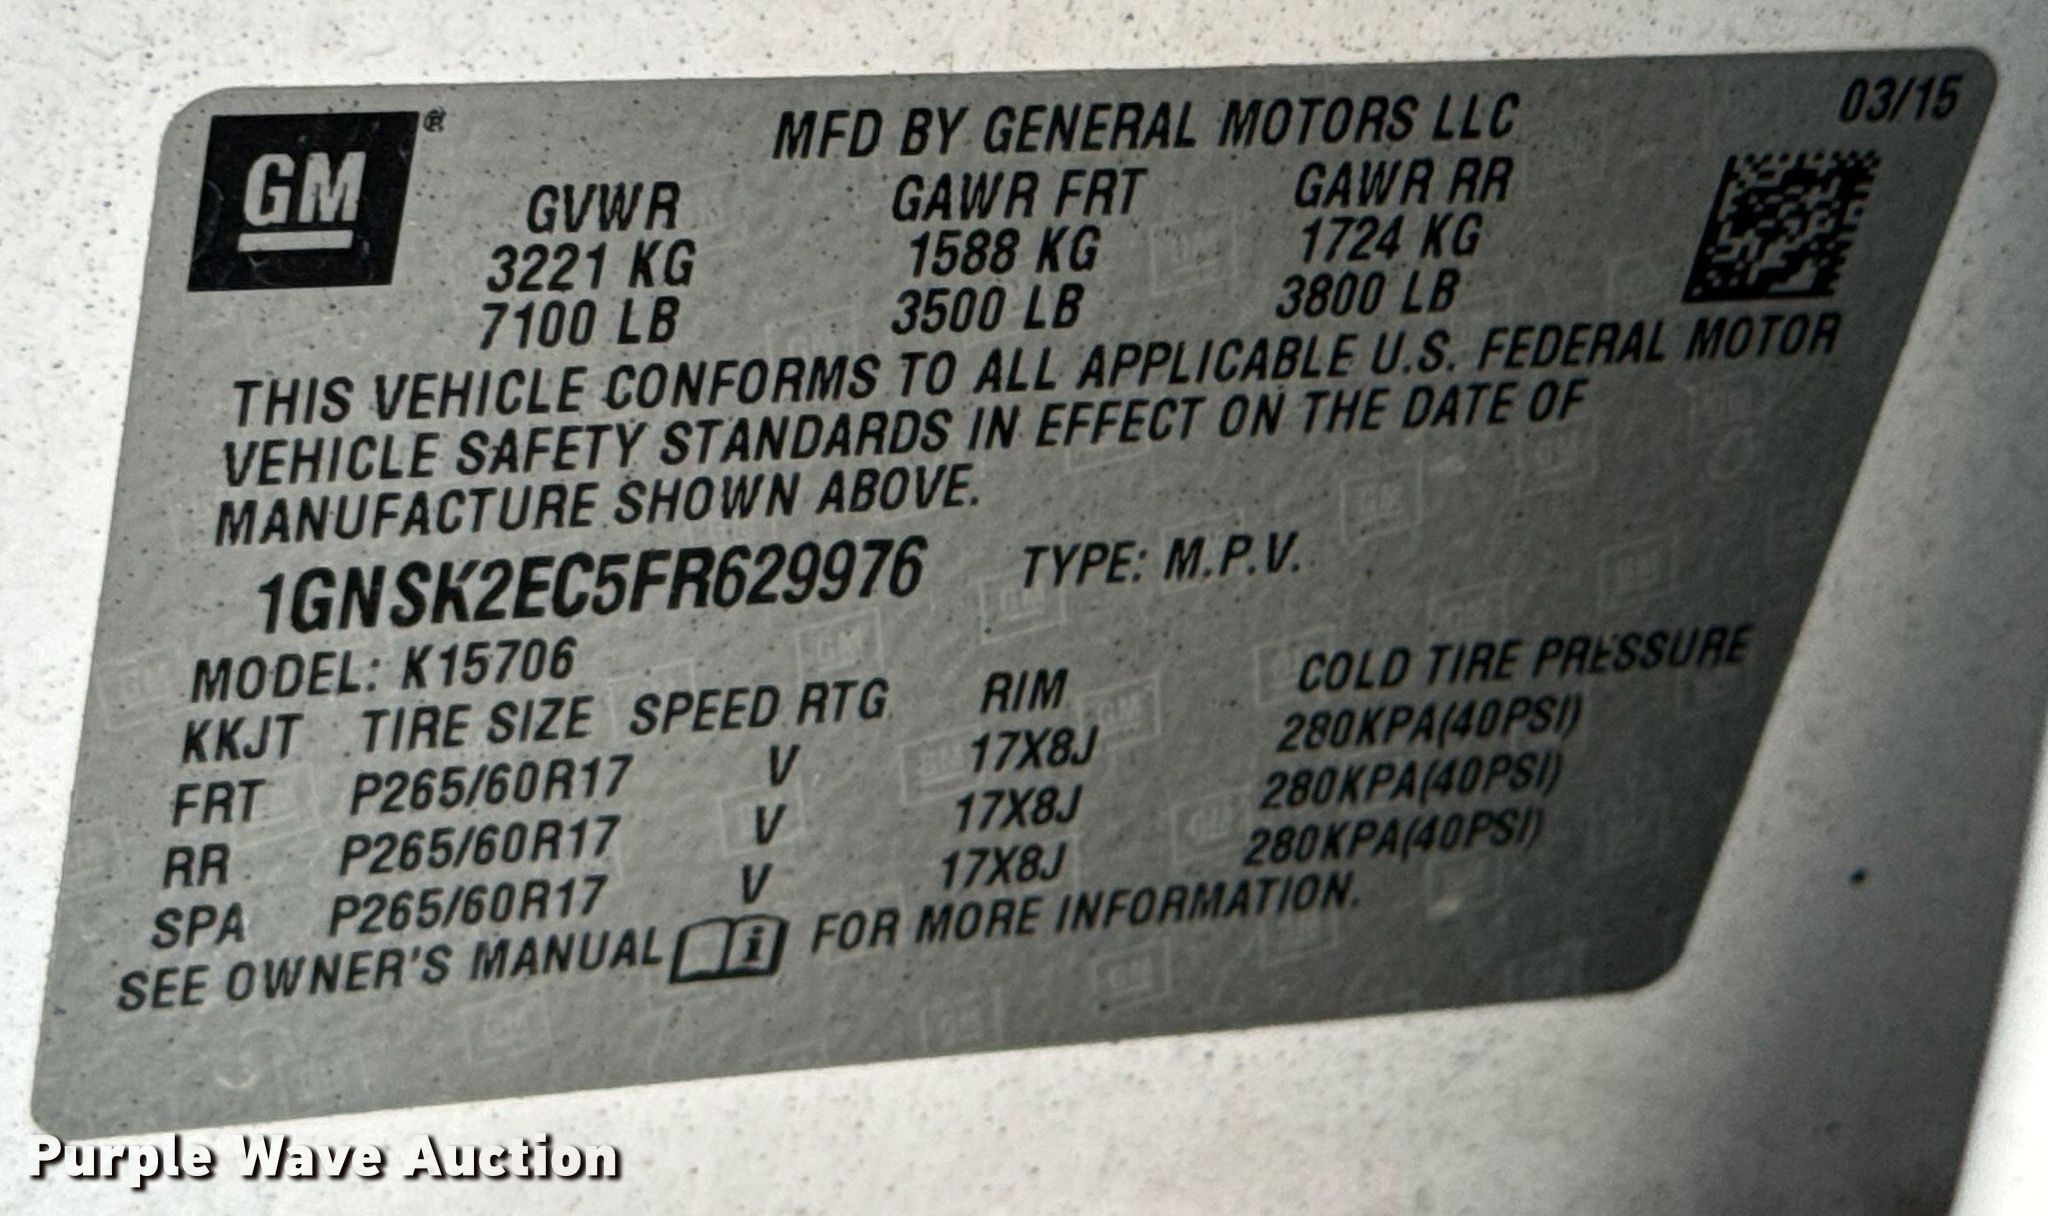 GM®
MFD BY GENERAL MOTORS LLC 03/15
GVWR GAWR FRT GAWR RR
3221 KG 1588 KG 1724 KG
7100 LB 3500 LB 3800 LB
THIS VEHICLE CONFORMS TO ALL APPLICABLE U.S. FEDERAL MOTOR
VEHICLE SAFETY STANDARDS IN EFFECT ON THE DATE OF
MANUFACTURE SHOWN ABOVE.
1GNSK2EC5FR629976 TYPE: M.P.V.
MODEL: K15706
KKJT TIRE SIZE SPEED RTG RIM COLD TIRE PRESSURE
FRT P265/60R17 V 17X8J 280KPA(40PSI)
RR P265/60R17 V 17X8J 280KPA(40PSI)
SPA P265/60R17 V 17X8J 280KPA(40PSI)
SEE OWNER'S MANUAL i FOR MORE INFORMATION.
Purple Wave Auction